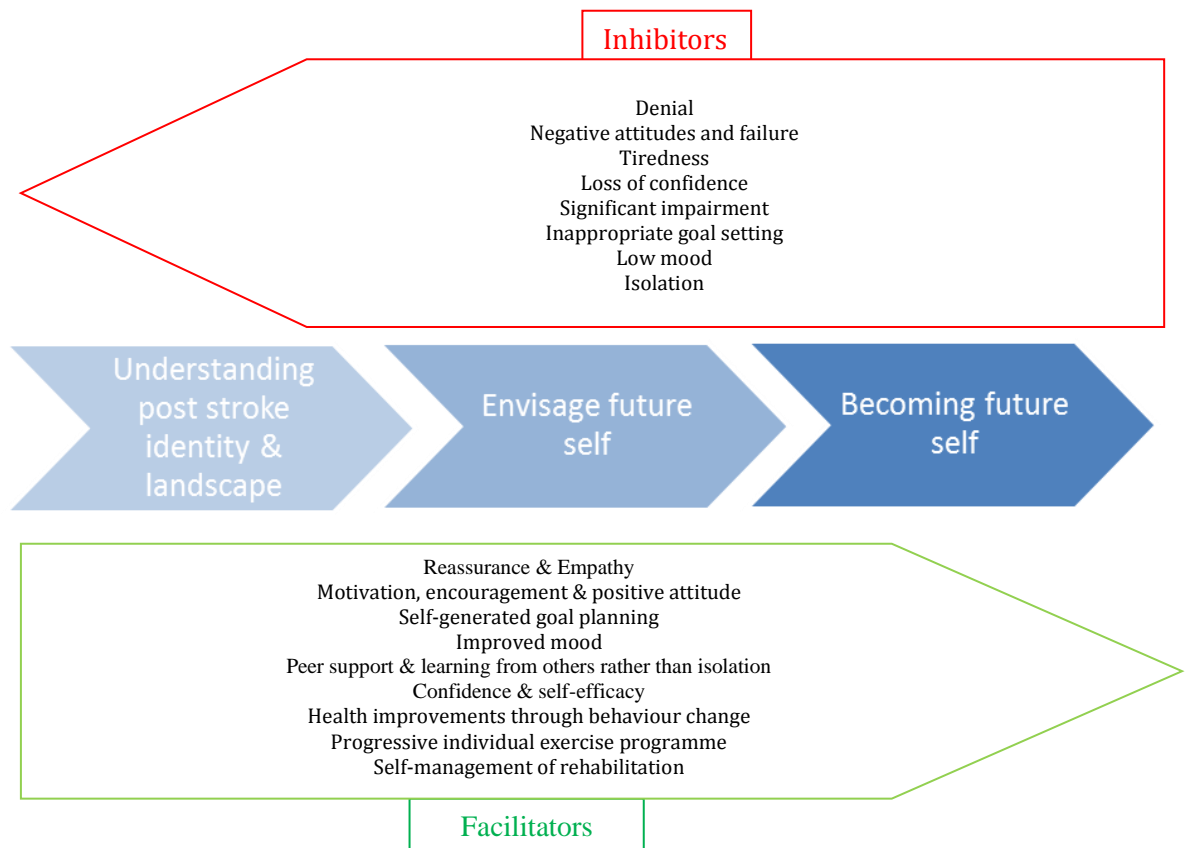 Inhibitors
Denial
Negative attitudes and failure
Tiredness
Loss of confidence
Significant impairment
Inappropriate goal setting
Low mood
Isolation
Understanding
post stroke
identity &
landscape
Envisage future
self
Becoming future
self
Reassurance & Empathy
Motivation, encouragement & positive attitude
Self-generated goal planning
Improved mood
Peer support & learning from others rather than isolation
Confidence & self-efficacy
Health improvements through behaviour change
Progressive individual exercise programme
Self-management of rehabilitation
Facilitators